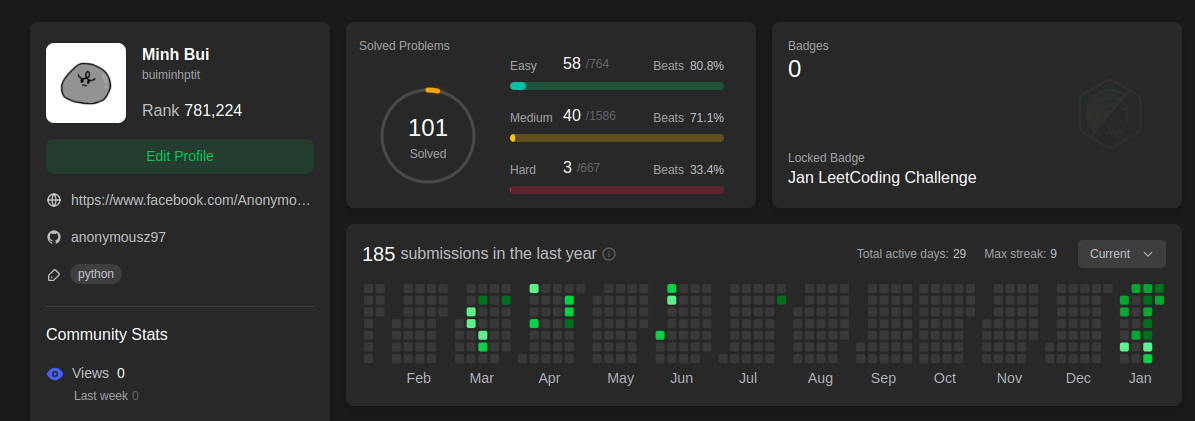 Minh Bui
buiminhptit
Rank 781,224
Edit Profile
https://www.facebook.com/Anonymo...
anonymousz97
python
Community Stats
Views 0
Last week 0
Solved Problems
101
Solved
Easy 58 /764 Beats 80.8%
Medium 40 /1586 Beats 71.1%
Hard 3 /667 Beats 33.4%
Badges
0
1
JAN
Locked Badge
Jan LeetCoding Challenge
185 submissions in the last year
Total active days: 29 Max streak: 9 Current
Feb Mar Apr May Jun Jul Aug Sep Oct Nov Dec Jan